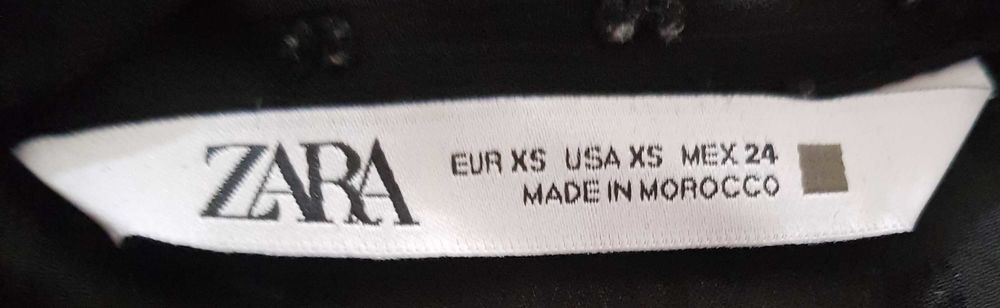 ZARA
EUR XS USA XS MEX 24
MADE IN MOROCCO